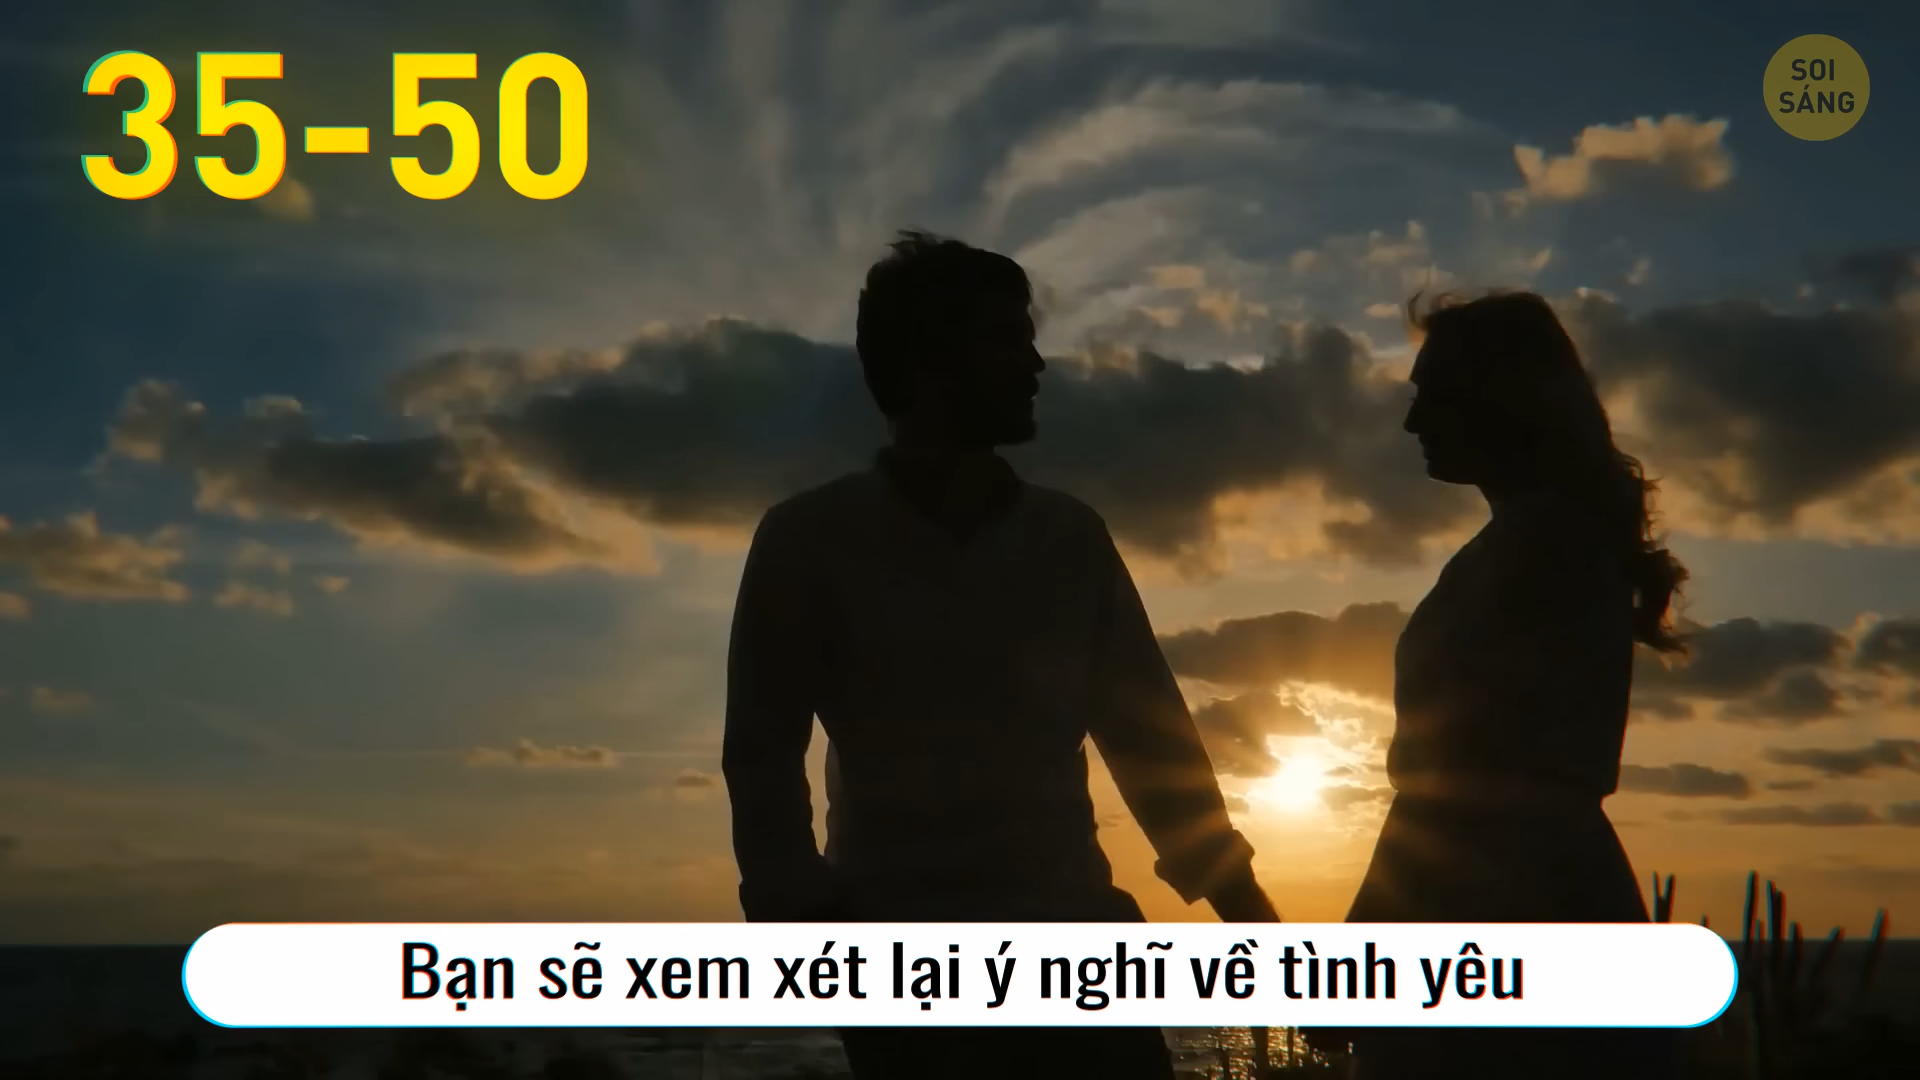 35-50
SOI
SÁNG
Bạn sẽ xem xét lại ý nghĩ về tình yêu